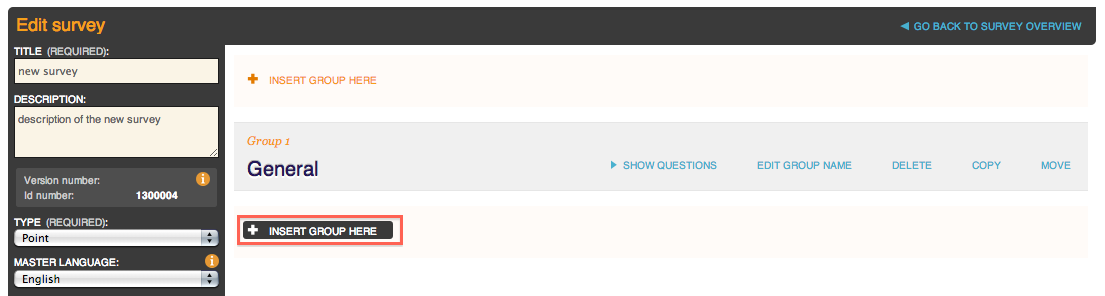 Edit survey
GO BACK TO SURVEY OVERVIEW
TITLE (REQUIRED):
new survey
DESCRIPTION:
description of the new survey
Version number:
Id number: 1300004
TYPE (REQUIRED):
Point
MASTER LANGUAGE:
English
INSERT GROUP HERE
Group 1
General
SHOW QUESTIONS EDIT GROUP NAME DELETE COPY MOVE
INSERT GROUP HERE